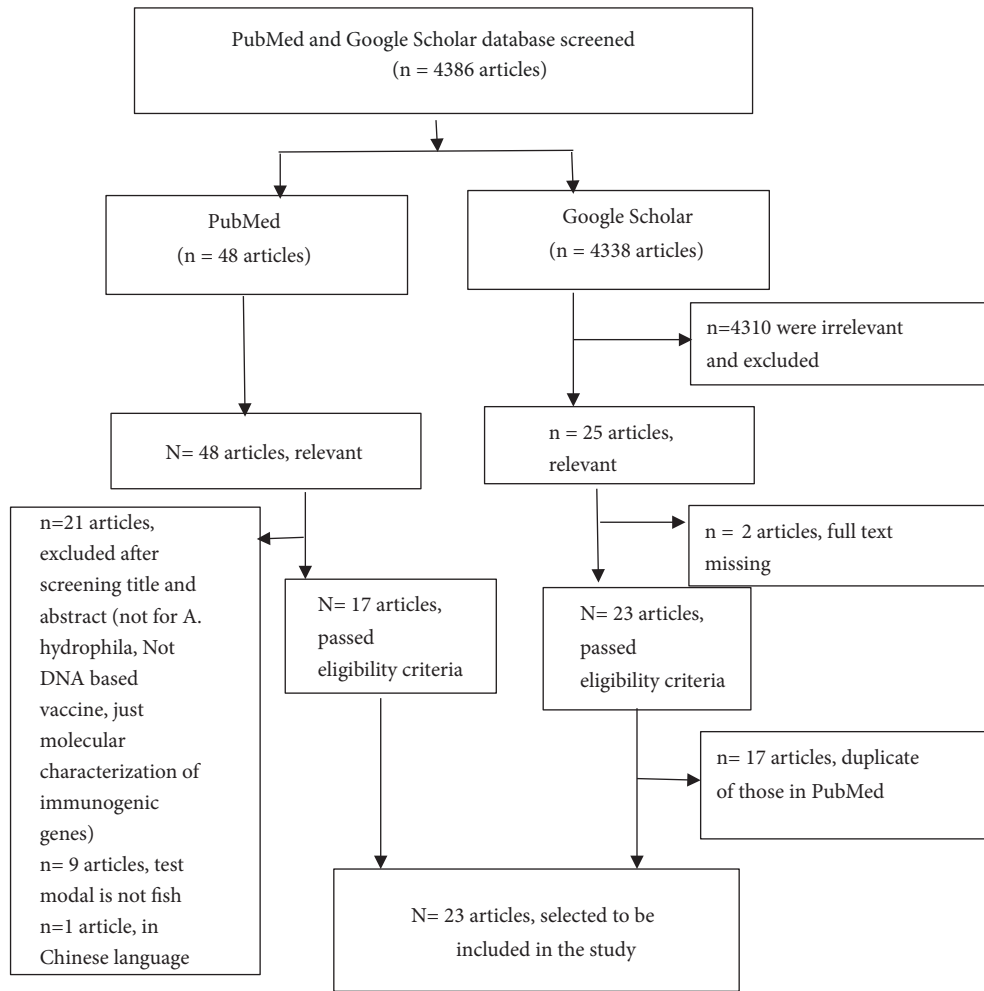 PubMed and Google Scholar database screened
(n = 4386 articles)
PubMed
(n = 48 articles)
Google Scholar
(n = 4338 articles)
n=4310 were irrelevant
and excluded
N= 48 articles, relevant
n = 25 articles,
relevant
n=21 articles,
excluded after
screening title and
abstract (not for A.
hydrophila, Not
DNA based
vaccine, just
molecular
characterization of
immunogenic
genes)
n= 9 articles, test
modal is not fish
n=1 article, in
Chinese language
n = 2 articles, full text
missing
N= 17 articles,
passed
eligibility criteria
N= 23 articles,
passed
eligibility criteria
n= 17 articles, duplicate
of those in PubMed
N= 23 articles, selected to be
included in the study